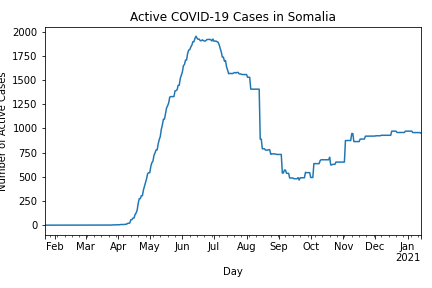 Active COVID-19 Cases in Somalia
Number of Active Cases
2000
1750
1500
1250
1000
750
500
250
0
Feb Mar Apr May Jun Jul Aug Sep Oct Nov Dec Jan
2021
Day